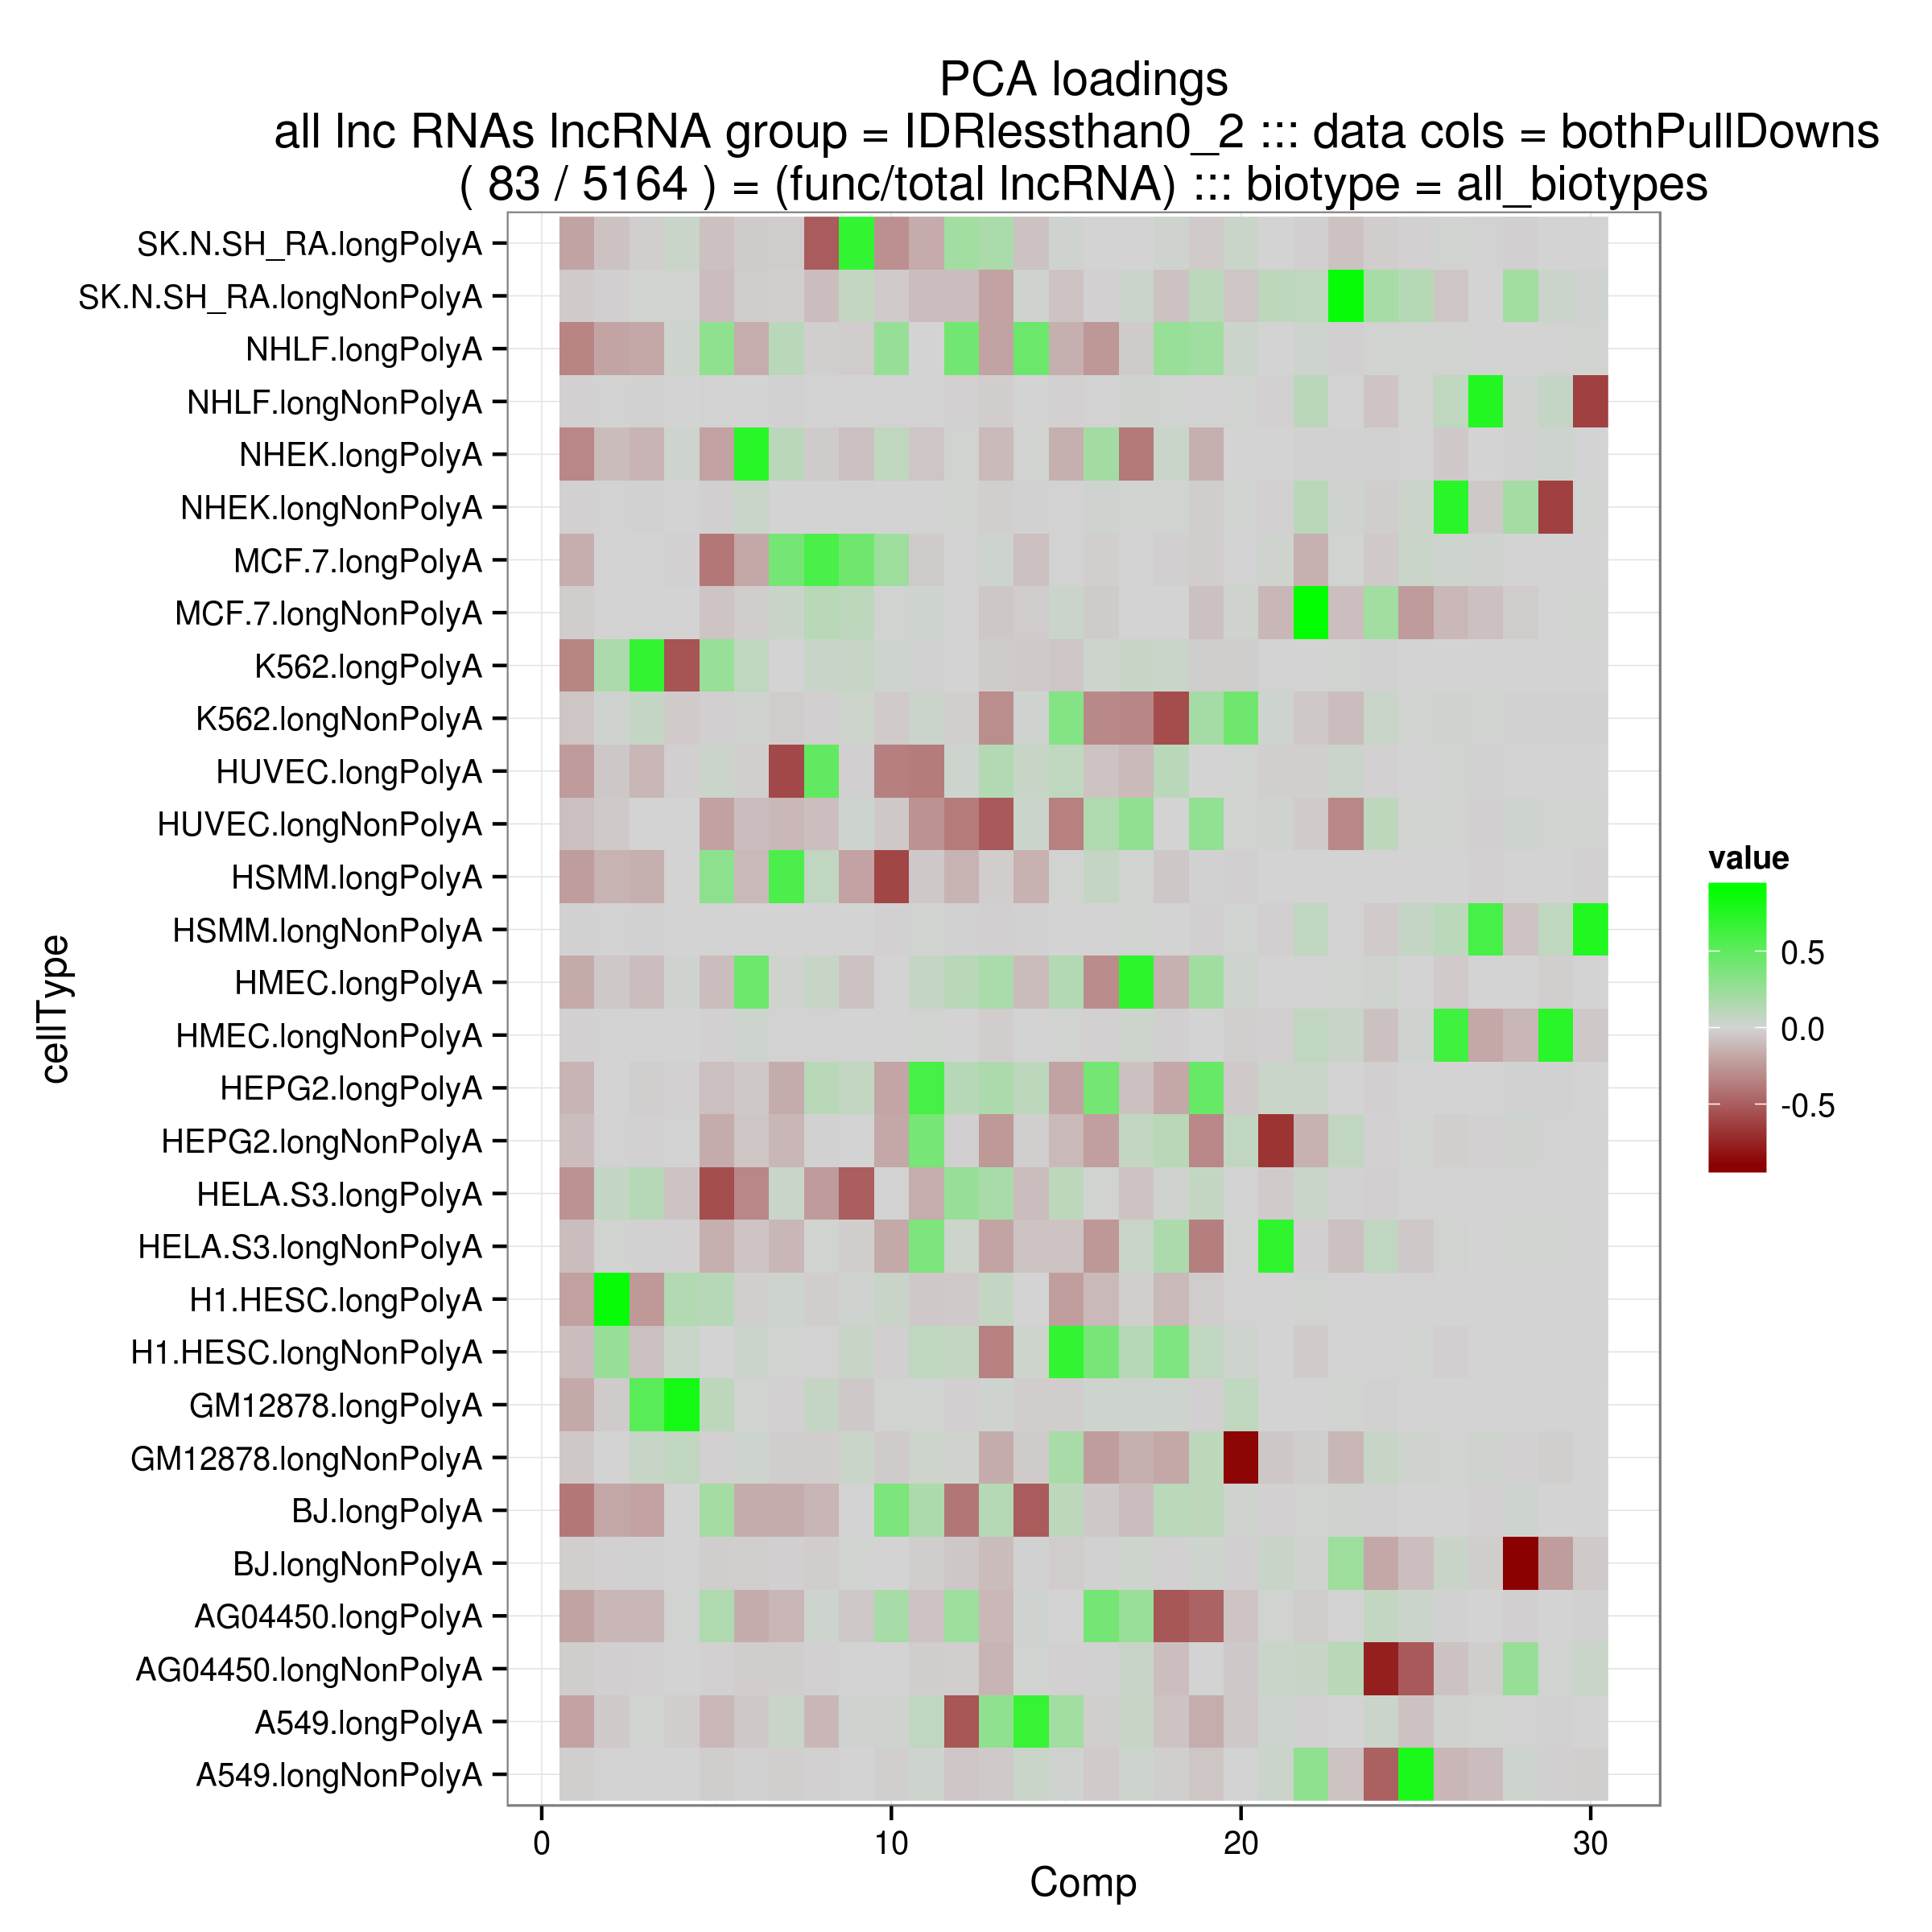 PCA loadings
all lnc RNAs lncRNA group = IDRlessthan0_2 ::: data cols = bothPullDowns
( 83 / 5164 ) = (func/total lncRNA) ::: biotype = all_biotypes
cellType
SK.N.SH_RA.longPolyA
SK.N.SH_RA.longNonPolyA
NHLF.longPolyA
NHLF.longNonPolyA
NHEK.longPolyA
NHEK.longNonPolyA
MCF.7.longPolyA
MCF.7.longNonPolyA
K562.longPolyA
K562.longNonPolyA
HUVEC.longPolyA
HUVEC.longNonPolyA
HSMM.longPolyA
HSMM.longNonPolyA
HMEC.longPolyA
HMEC.longNonPolyA
HEPG2.longPolyA
HEPG2.longNonPolyA
HELA.S3.longPolyA
HELA.S3.longNonPolyA
H1.HESC.longPolyA
H1.HESC.longNonPolyA
GM12878.longPolyA
GM12878.longNonPolyA
BJ.longPolyA
BJ.longNonPolyA
AG04450.longPolyA
AG04450.longNonPolyA
A549.longPolyA
A549.longNonPolyA
0 10 20 30
Comp
value
0.5
0.0
-0.5